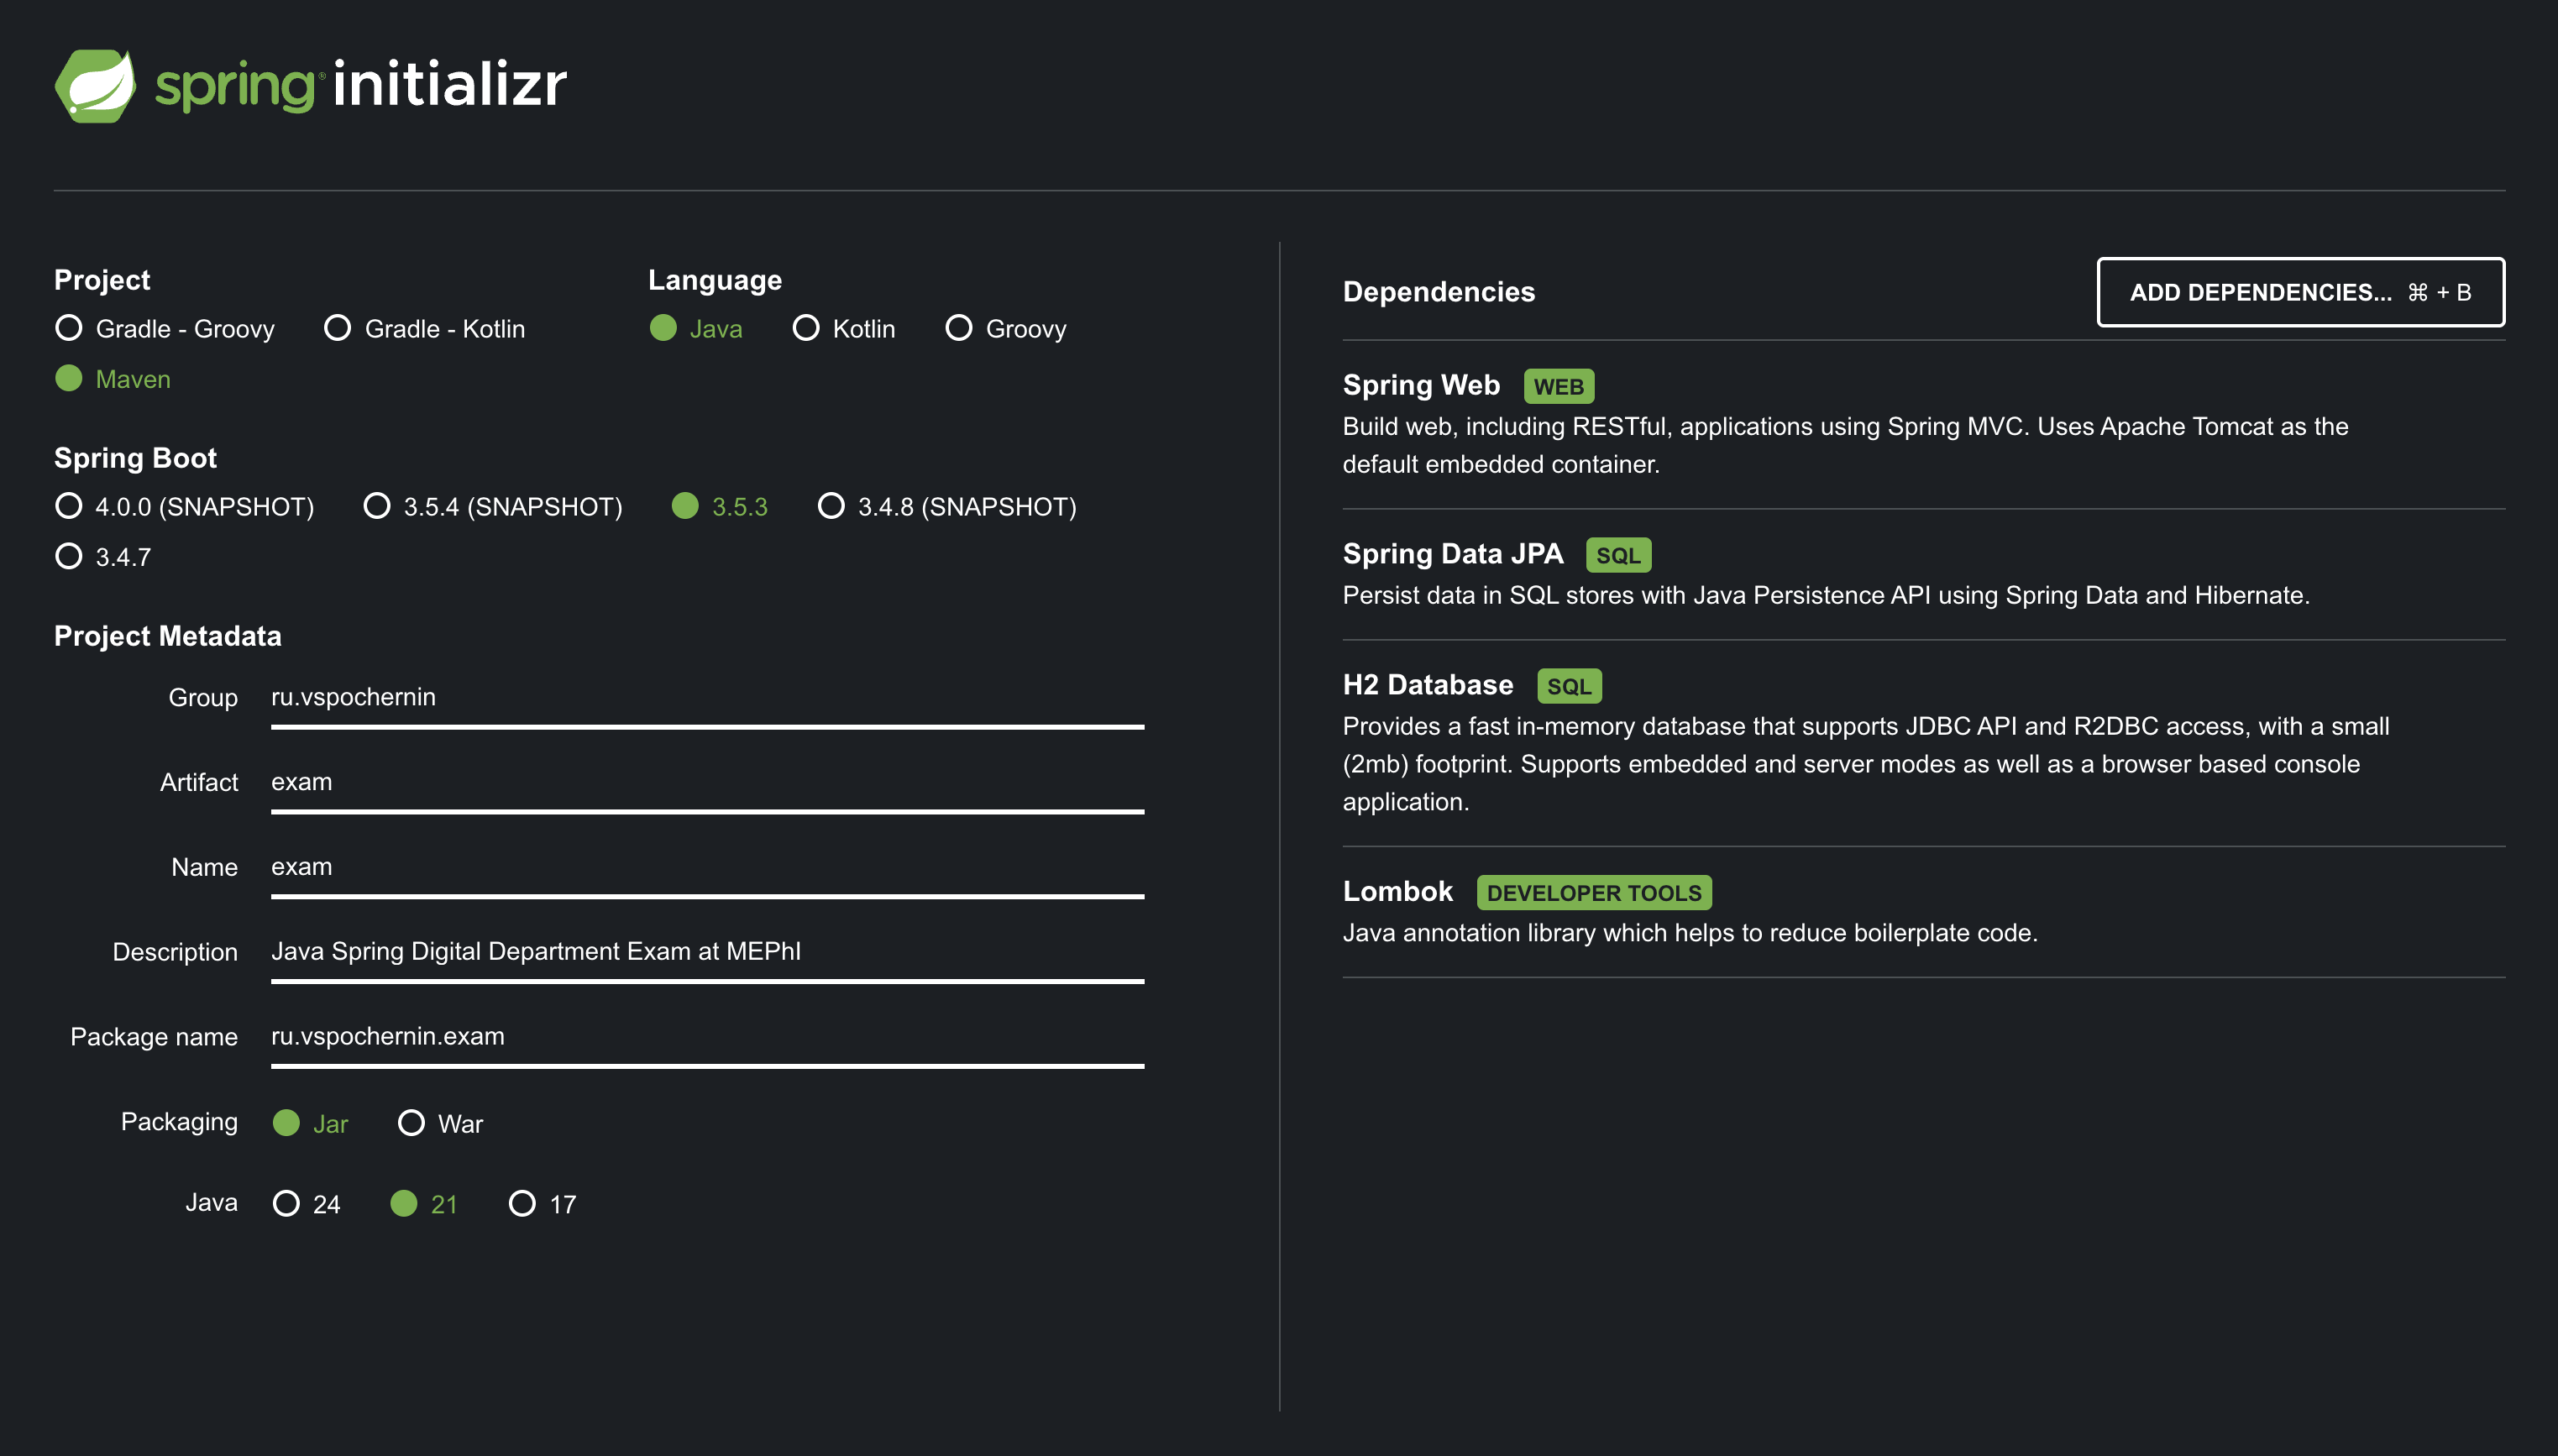 spring initializr
Project
Gradle - Groovy Gradle - Kotlin
Maven
Language
Java Kotlin Groovy
Spring Boot
4.0.0 (SNAPSHOT) 3.5.4 (SNAPSHOT) 3.5.3 3.4.8 (SNAPSHOT)
3.4.7
Project Metadata
Group ru.vspochernin
Artifact exam
Name exam
Description Java Spring Digital Department Exam at MEPhI
Package name ru.vspochernin.exam
Packaging Jar War
Java 24 21 17
Dependencies
ADD DEPENDENCIES... ⌘ + B
Spring Web WEB
Build web, including RESTful, applications using Spring MVC. Uses Apache Tomcat as the
default embedded container.
Spring Data JPA SQL
Persist data in SQL stores with Java Persistence API using Spring Data and Hibernate.
H2 Database SQL
Provides a fast in-memory database that supports JDBC API and R2DBC access, with a small
(2mb) footprint. Supports embedded and server modes as well as a browser based console
application.
Lombok DEVELOPER TOOLS
Java annotation library which helps to reduce boilerplate code.